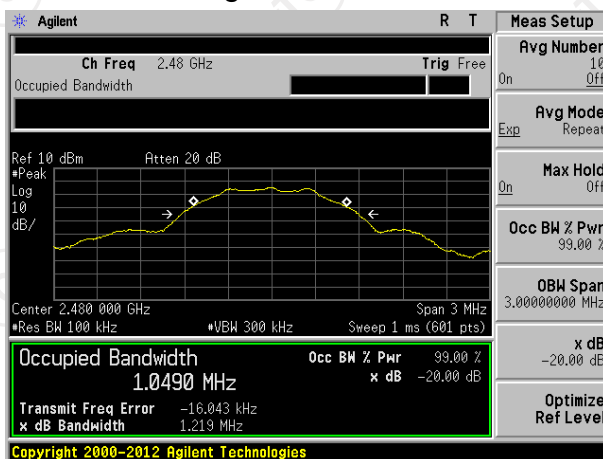 Agilent R T
Ch Freq 2.48 GHz Trig Free
Occupied Bandwidth
Ref 10 dBm Atten 20 dB
#Peak
Log
10
dB/
Center 2.480 000 GHz Span 3 MHz
#Res BW 100 kHz #VBW 300 kHz Sweep 1 ms (601 pts)
Occupied Bandwidth Occ BW % Pwr 99.00 %
1.0490 MHz x dB -20.00 dB
Transmit Freq Error -16.043 kHz
x dB Bandwidth 1.219 MHz
Copyright 2000-2012 Agilent Technologies
Meas Setup
Avg Number
10
On Off
Avg Mode
Exp Repeat
Max Hold
On Off
Occ BW % Pwr
99.00 %
OBW Span
3.00000000 MHz
x dB
-20.00 dB
Optimize
Ref Level